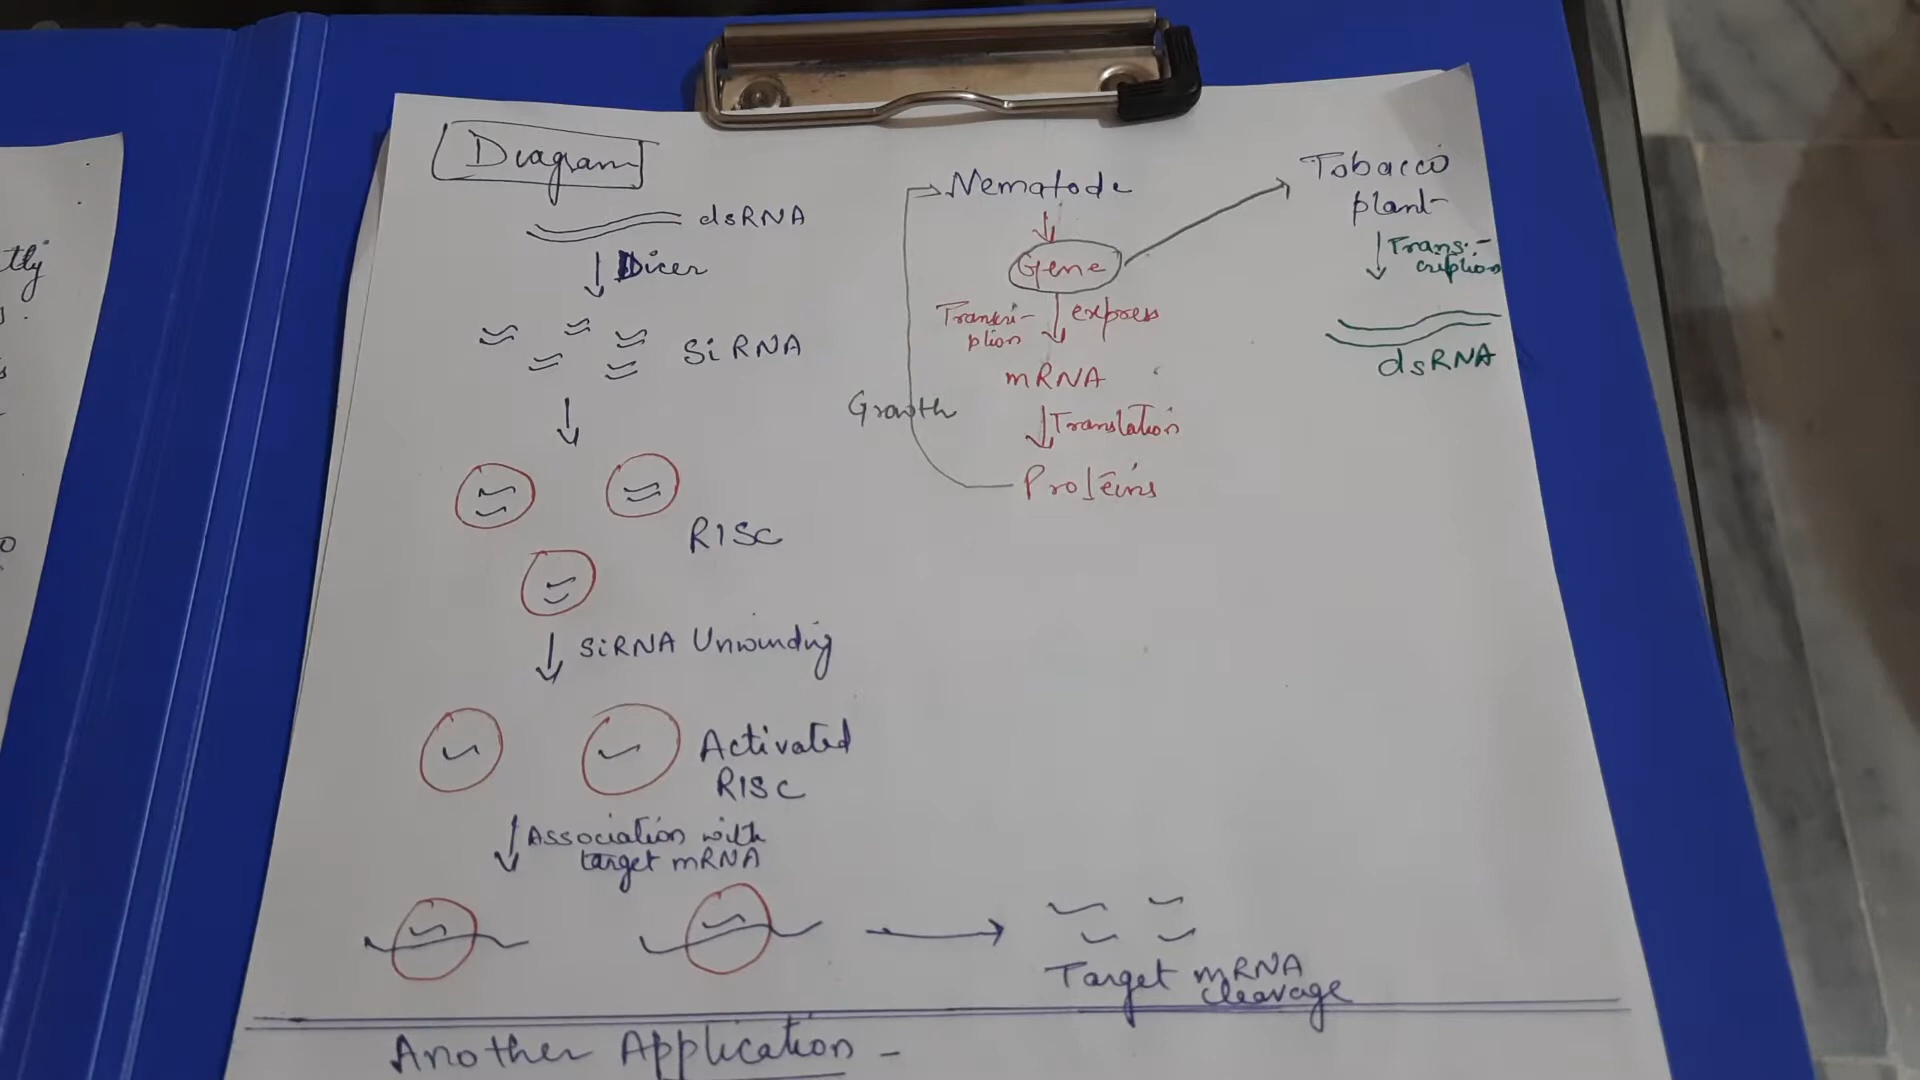 Diagram
dsRNA
Dicer
SiRNA
RISC
SiRNA Unwinding
Activated
RISC
Association with
target mRNA
Target mRNA
cleavage
Nematode
Gene
Transcri-
ption
express
mRNA
Translation
Proteins
Growth
Tobacco
plant
Trans.-
cription
dsRNA
Another Application -
tly